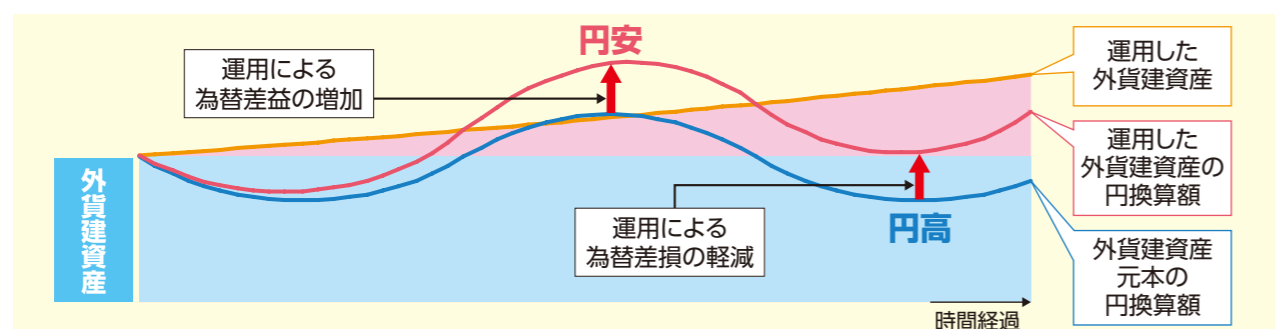 円安
運用による
為替差益の増加
運用した
外貨建資産
運用した
外貨建資産の
円換算額
外貨建資産
運用による
為替差損の軽減
円高
外貨建資産
元本の
円換算額
時間経過